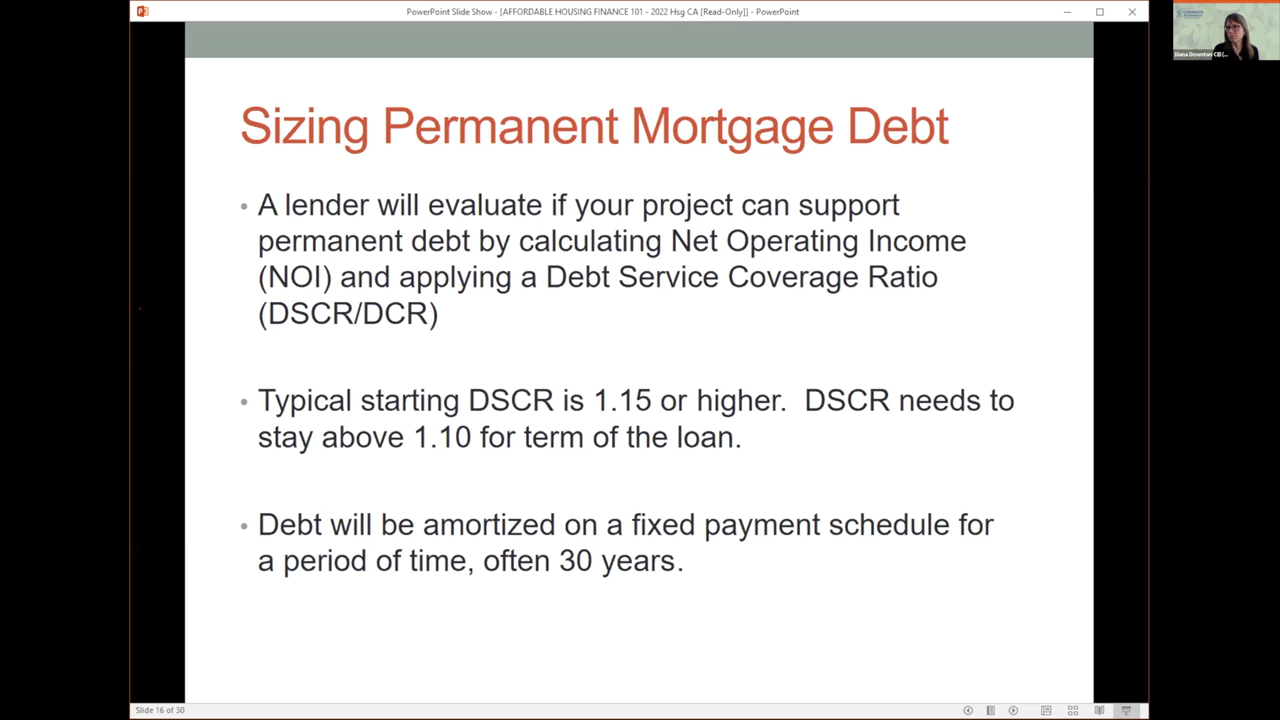 PowerPoint Slide Show - [AFFORDABLE HOUSING FINANCE 101 - 2022 Hsg CA [Read-Only]] - PowerPoint
Sizing Permanent Mortgage Debt
• A lender will evaluate if your project can support
permanent debt by calculating Net Operating Income
(NOI) and applying a Debt Service Coverage Ratio
(DSCR/DCR)
• Typical starting DSCR is 1.15 or higher.  DSCR needs to
stay above 1.10 for term of the loan.
• Debt will be amortized on a fixed payment schedule for
a period of time, often 30 years.
Slide 16 of 30
Diana Downton